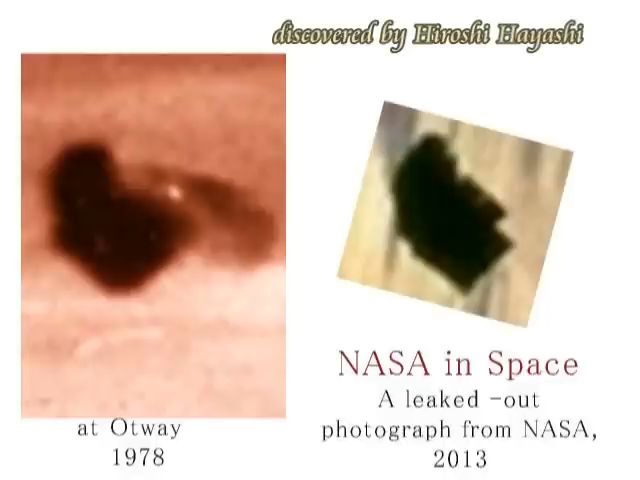 discovered by Hiroshi Hayashi
at Otway
1978
NASA in Space
A leaked -out
photograph from NASA,
2013